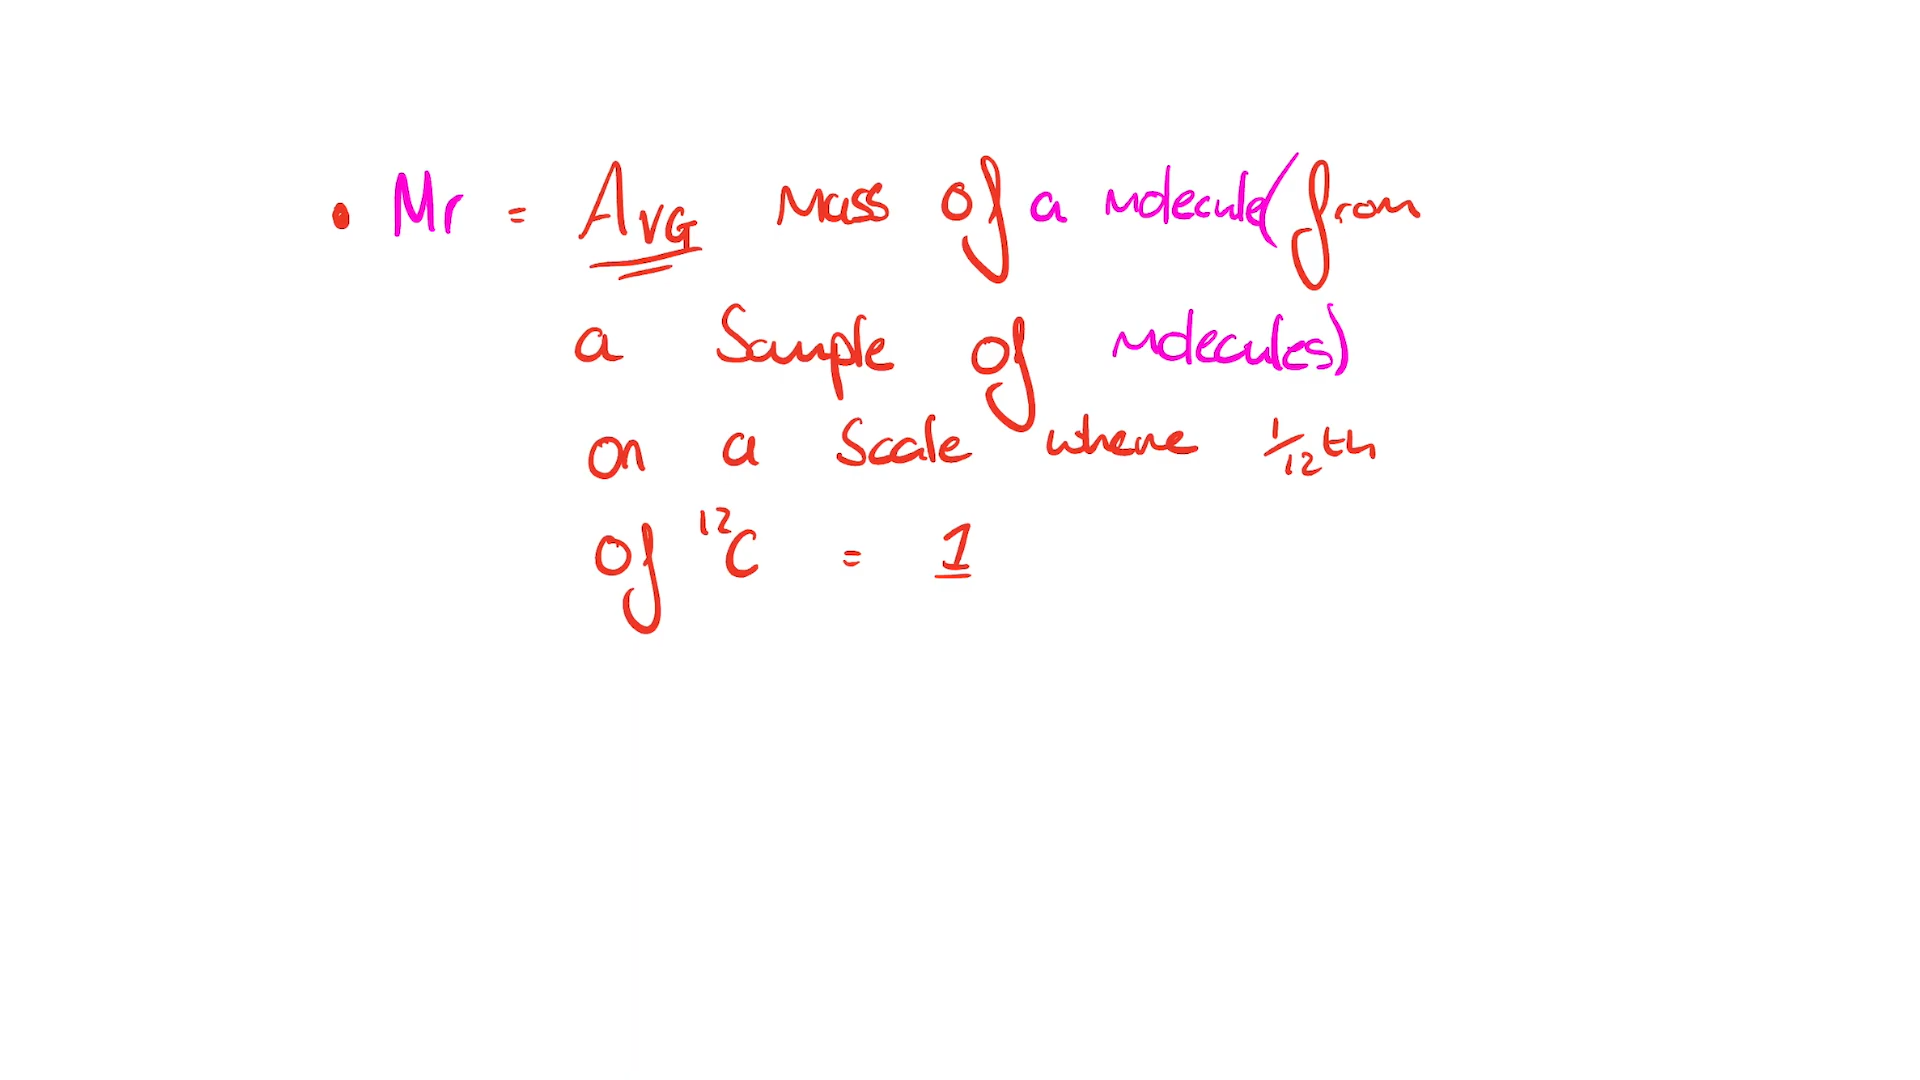 • Mr = AVG mass of a molecule (from
a Sample of molecules)
on a Scale where 1/12th
of ¹²C = 1